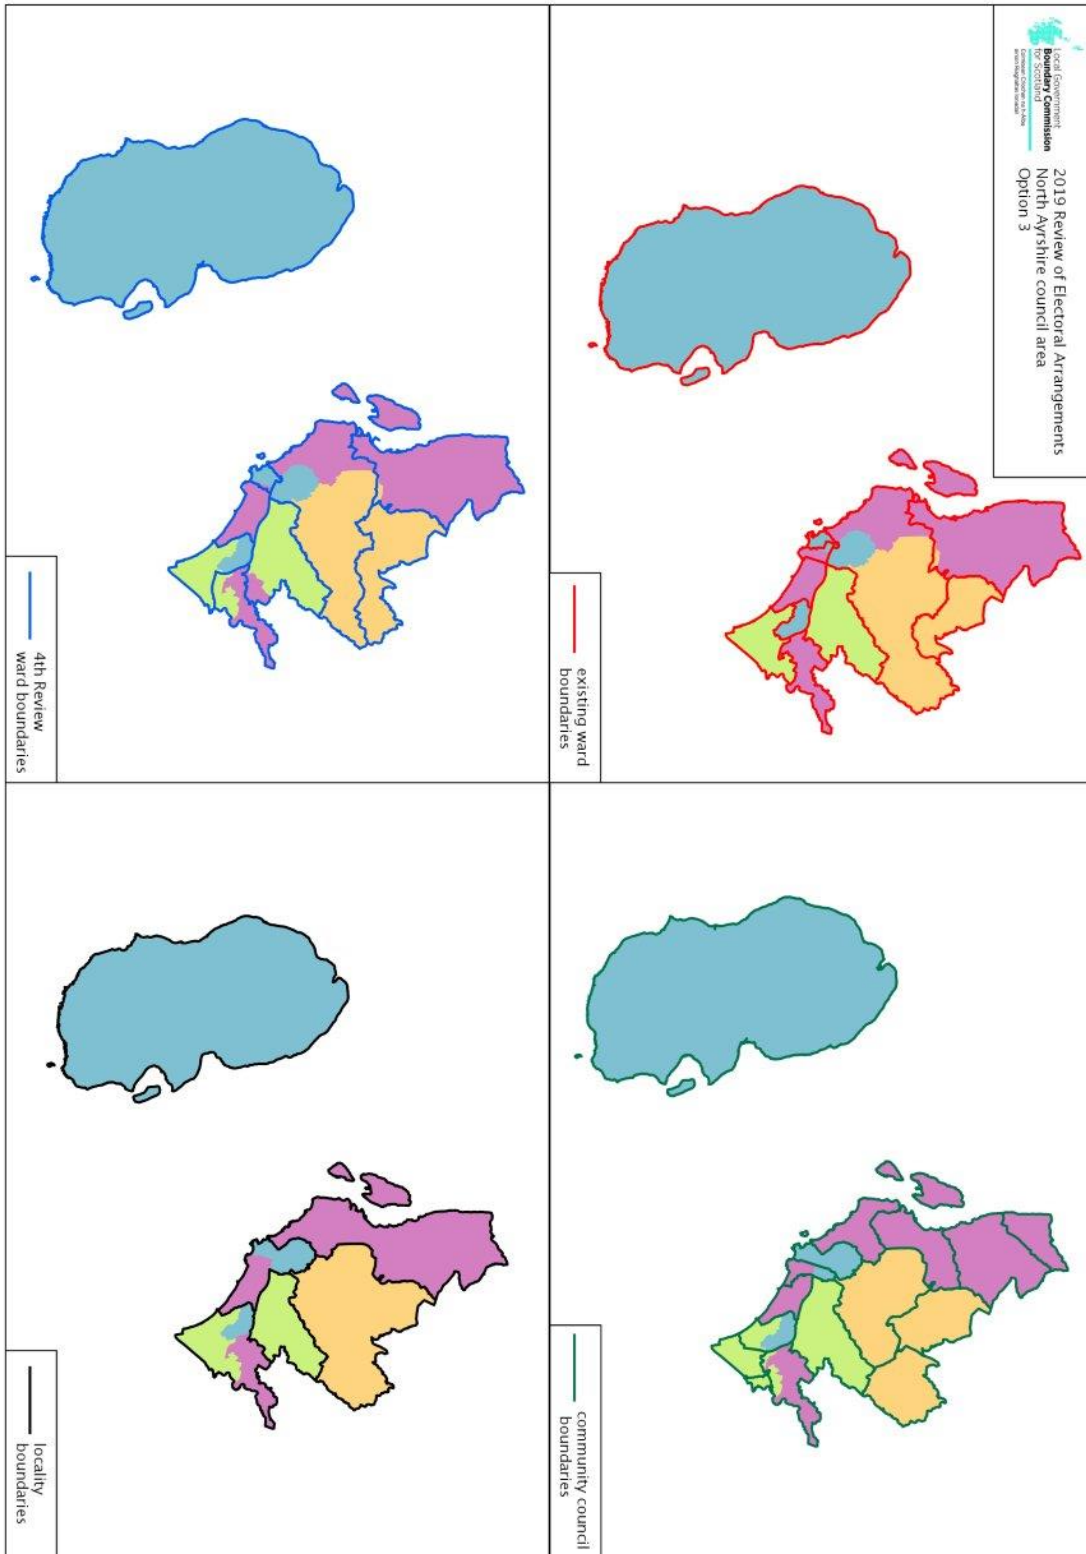 Local Government
Boundary Commission
for Scotland
2019 Review of Electoral Arrangements
North Ayrshire council area
Option 3
existing ward
boundaries
community council
boundaries
4th Review
ward boundaries
locality
boundaries